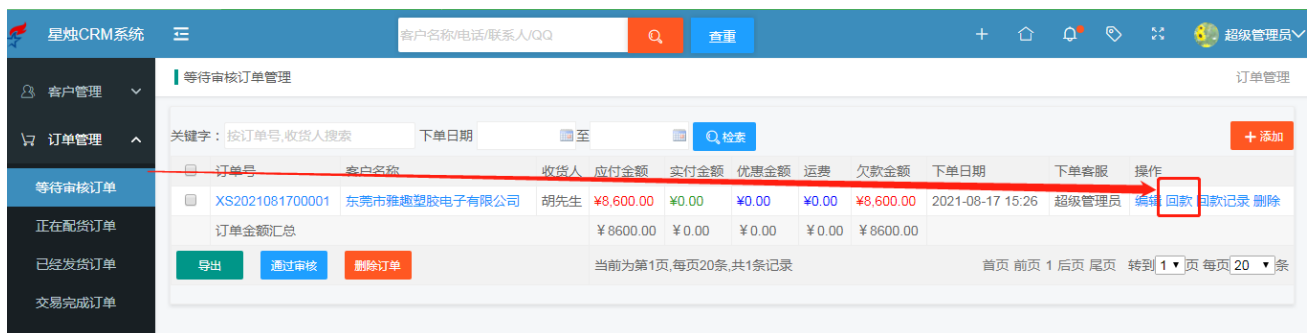 星烛CRM系统 客户名称/电话/联系人/QQ 查重 超级管理员
客户管理
订单管理
等待审核订单
正在配货订单
已经发货订单
交易完成订单
等待审核订单管理 订单管理
关键字：按订单号,收货人搜索 下单日期 至 检索 添加
订单号 客户名称 收货人 应付金额 实付金额 优惠金额 运费 欠款金额 下单日期 下单客服 操作
XS2021081700001 东莞市雅趣塑胶电子有限公司 胡先生 ¥8,600.00 ¥0.00 ¥0.00 ¥0.00 ¥8,600.00 2021-08-17 15:26 超级管理员 编辑 回款 回款记录 删除
订单金额汇总 ¥ 8600.00 ¥ 0.00 ¥ 0.00 ¥ 0.00 ¥ 8600.00
导出 通过审核 删除订单 当前为第1页,每页20条,共1条记录 首页 前页 1 后页 尾页 转到 1 页 每页 20 条